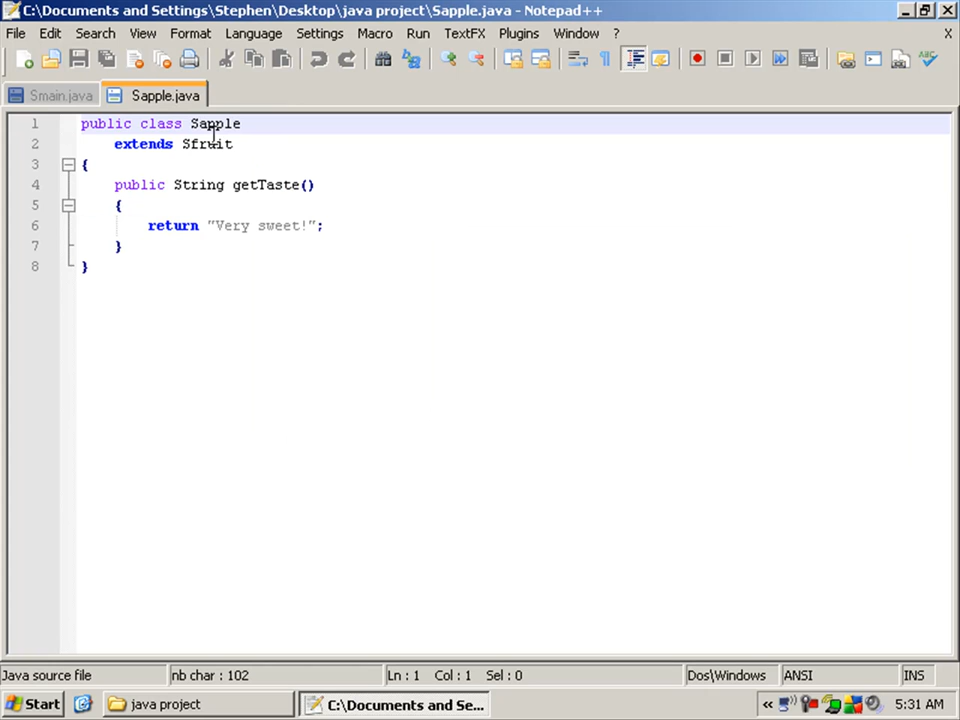 C:\Documents and Settings\Stephen\Desktop\java project\Sapple.java - Notepad++
File Edit Search View Format Language Settings Macro Run TextFX Plugins Window ? X
Smain.java Sapple.java
1 public class Sapple
2 extends Sfruit
3 {
4 public String getTaste()
5 {
6 return "Very sweet!";
7 }
8 }
Java source file nb char : 102 Ln : 1 Col : 1 Sel : 0 Dos\Windows ANSI INS
Start java project C:\Documents and Se... « 5:31 AM